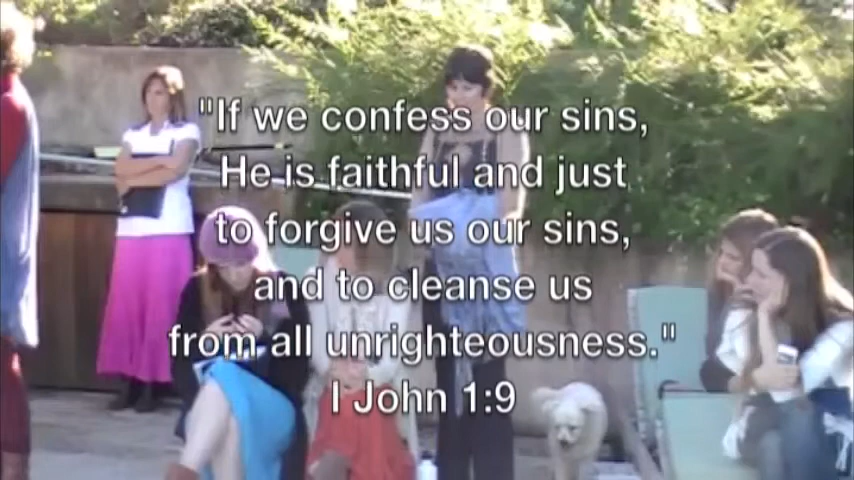 "If we confess our sins,
He is faithful and just
to forgive us our sins,
and to cleanse us
from all unrighteousness."
I John 1:9